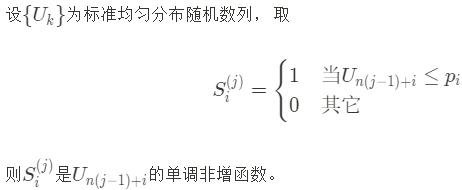 设{U_k}为标准均匀分布随机数列，取
S_i^{(j)} = { 1 当U_{n(j−1)+i} ≤ p_i
0 其它
则S_i^{(j)}是U_{n(j−1)+i}的单调非增函数。